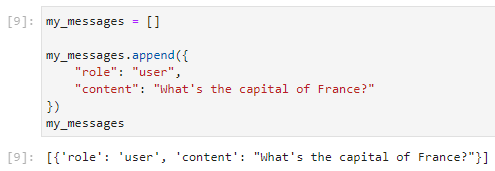 [9]: my_messages = []
my_messages.append({
    "role": "user",
    "content": "What's the capital of France?"
})
my_messages
[9]: [{'role': 'user', 'content': "What's the capital of France?"}]